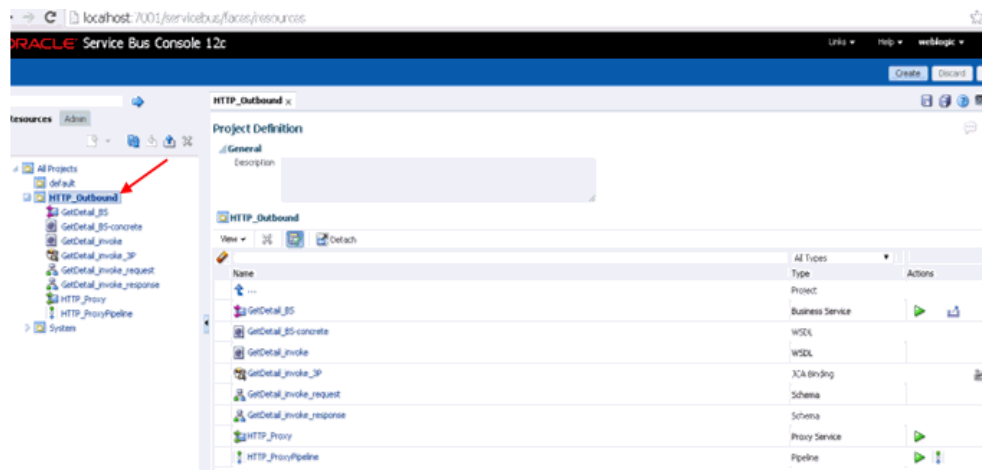 localhost:7001/servicebus/faces/resources
ORACLE Service Bus Console 12c
Links
Help
weblogic
Create
Discard
HTTP_Outbound x
Resources
Admin
Project Definition
General
Description
All Projects
default
HTTP_Outbound
GetDetail_BS
GetDetail_BS-concrete
GetDetail_invoke
GetDetail_invoke_3P
GetDetail_invoke_request
GetDetail_invoke_response
HTTP_Proxy
HTTP_ProxyPipeline
System
HTTP_Outbound
View
Detach
All Types
Name
Type
Actions
...
Project
GetDetail_BS
Business Service
GetDetail_BS-concrete
WSDL
GetDetail_invoke
WSDL
GetDetail_invoke_3P
JCA Binding
GetDetail_invoke_request
Schema
GetDetail_invoke_response
Schema
HTTP_Proxy
Proxy Service
HTTP_ProxyPipeline
Pipeline